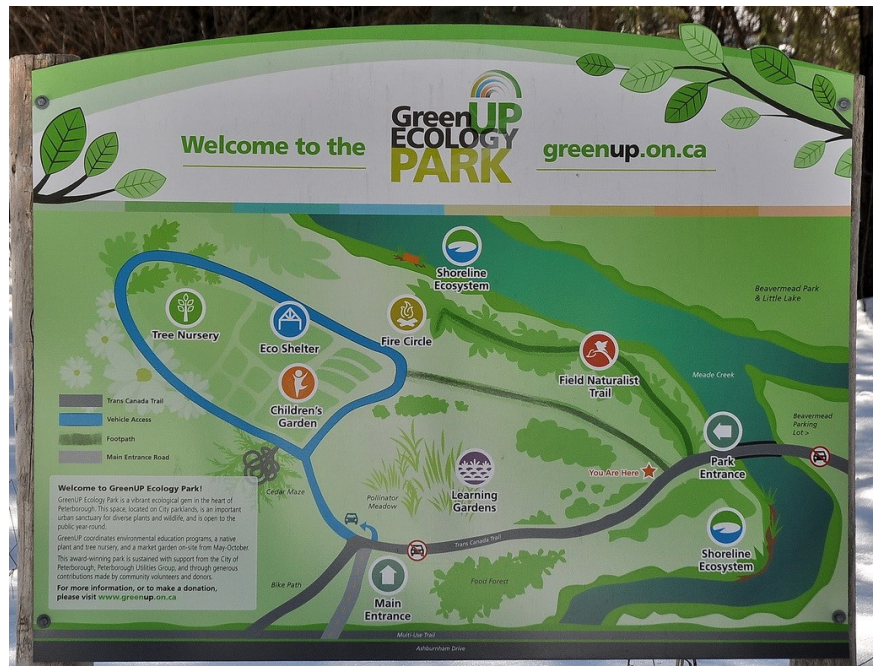 Welcome to the
GreenUP
ECOLOGY
PARK
greenup.on.ca
Shoreline
Ecosystem
Beavermead Park
& Little Lake
Tree Nursery
Eco Shelter
Fire Circle
Field Naturalist
Trail
Meade Creek
Children's
Garden
Trans Canada Trail
Vehicle Access
Footpath
Main Entrance Road
Beavermead
Parking
Lot >
Park
Entrance
You Are Here
Cedar Maze
Pollinator
Meadow
Learning
Gardens
Trans Canada Trail
Shoreline
Ecosystem
Welcome to GreenUP Ecology Park!
GreenUP Ecology Park is a vibrant ecological gem in the heart of
Peterborough. This space, located on City parklands, is an important
urban sanctuary for diverse plants and wildlife, and is open to the
public year-round.
GreenUP coordinates environmental education programs, a native
plant and tree nursery, and a market garden on-site from May-October.
This award-winning park is sustained with support from the City of
Peterborough, Peterborough Utilities Group, and through generous
contributions made by community volunteers and donors.
For more information, or to make a donation,
please visit www.greenup.on.ca
Bike Path
Main
Entrance
Food Forest
Multi-Use Trail
Ashburnham Drive